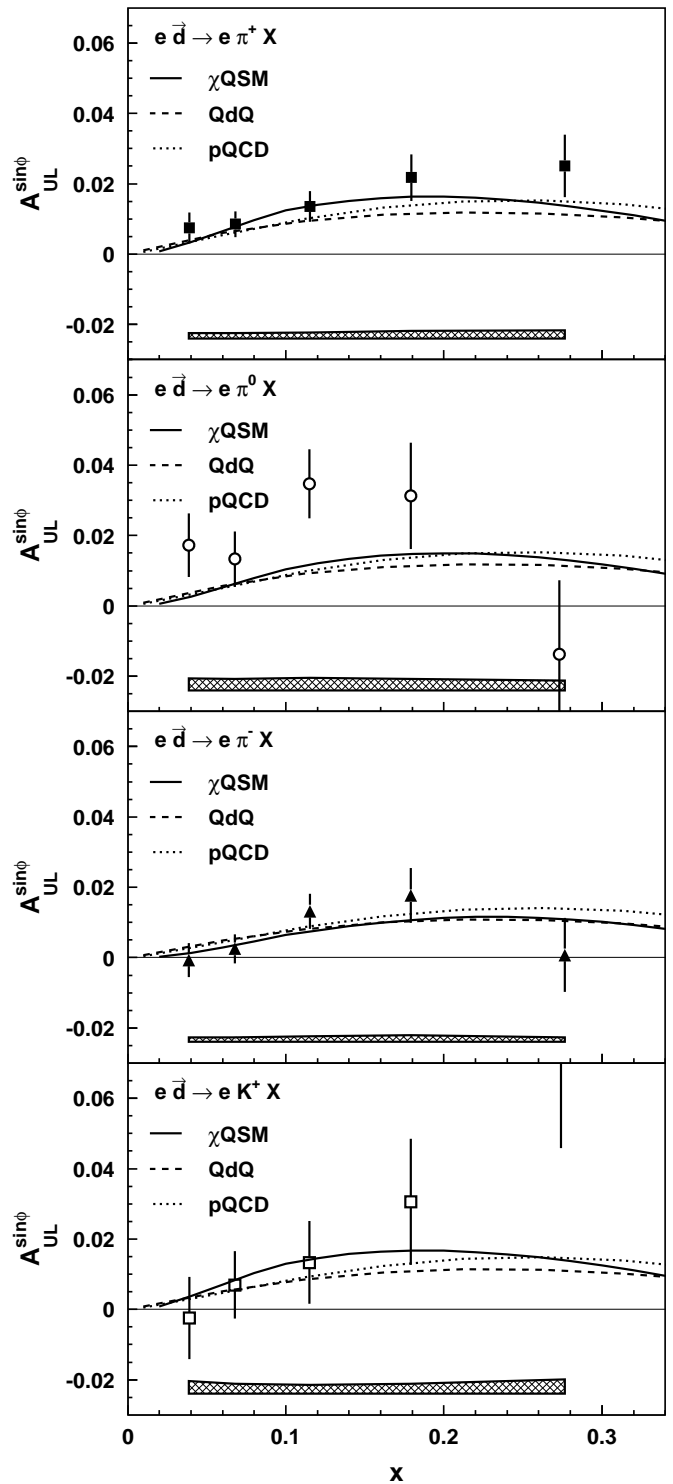 0.06
e d⃗ → e π⁺ X
χQSM
0.04
QdQ
pQCD
A_UL^sinϕ
0.02
0
-0.02
0.06
e d⃗ → e π⁰ X
χQSM
0.04
QdQ
pQCD
A_UL^sinϕ
0.02
0
-0.02
0.06
e d⃗ → e π⁻ X
χQSM
0.04
QdQ
pQCD
A_UL^sinϕ
0.02
0
-0.02
0.06
e d⃗ → e K⁺ X
χQSM
0.04
QdQ
pQCD
A_UL^sinϕ
0.02
0
-0.02
0 0.1 0.2 0.3
x